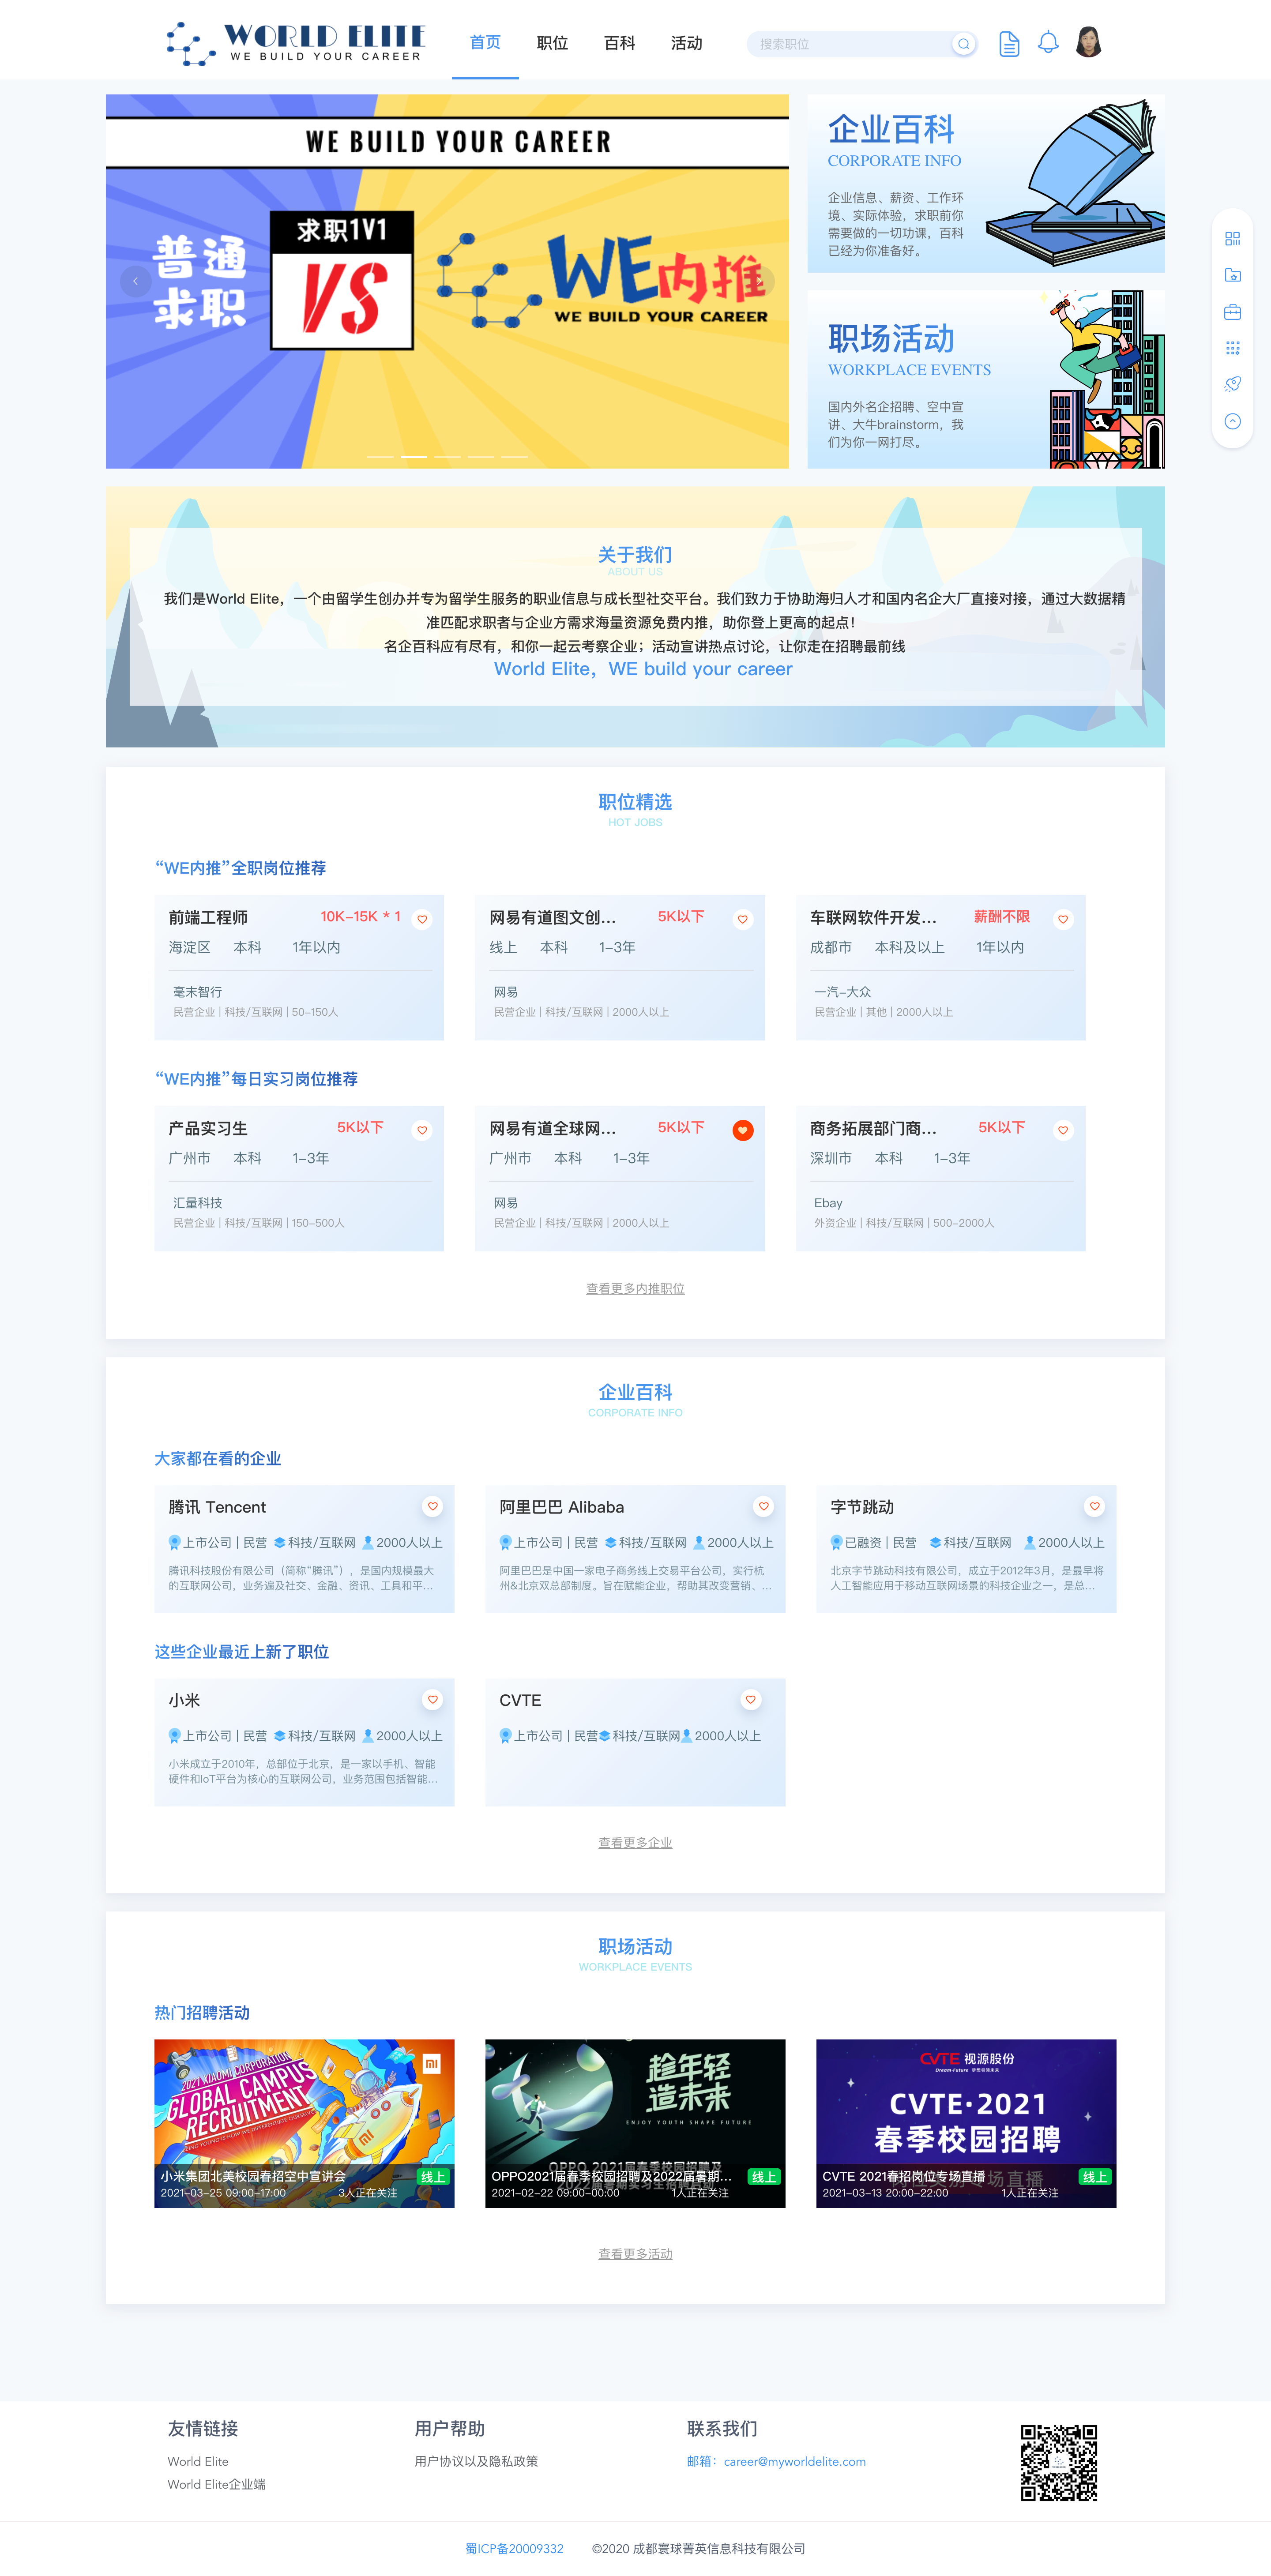 WORLD ELITE
WE BUILD YOUR CAREER
首页
职位
百科
活动
搜索职位
WE BUILD YOUR CAREER
普通
求职
求职1V1
VS
WE内推
WE BUILD YOUR CAREER
企业百科
CORPORATE INFO
企业信息、薪资、工作环
境、实际体验，求职前你
需要做的一切功课，百科
已经为你准备好。
职场活动
WORKPLACE EVENTS
国内外名企招聘、空中宣
讲、大牛brainstorm，我
们为你一网打尽。
关于我们
ABOUT US
我们是World Elite，一个由留学生创办并专为留学生服务的职业信息与成长型社交平台。我们致力于协助海归人才和国内名企大厂直接对接，通过大数据精
准匹配求职者与企业方需求海量资源免费内推，助你登上更高的起点！
名企百科应有尽有，和你一起云考察企业；活动宣讲热点讨论，让你走在招聘最前线
World Elite，WE build your career
职位精选
HOT JOBS
“WE内推”全职岗位推荐
前端工程师 10K-15K * 1
海淀区 本科 1年以内
毫末智行
民营企业 | 科技/互联网 | 50-150人
网易有道图文创... 5K以下
线上 本科 1-3年
网易
民营企业 | 科技/互联网 | 2000人以上
车联网软件开发... 薪酬不限
成都市 本科及以上 1年以内
一汽-大众
民营企业 | 其他 | 2000人以上
“WE内推”每日实习岗位推荐
产品实习生 5K以下
广州市 本科 1-3年
汇量科技
民营企业 | 科技/互联网 | 150-500人
网易有道全球网... 5K以下
广州市 本科 1-3年
网易
民营企业 | 科技/互联网 | 2000人以上
商务拓展部门商... 5K以下
深圳市 本科 1-3年
Ebay
外资企业 | 科技/互联网 | 500-2000人
查看更多内推职位
企业百科
CORPORATE INFO
大家都在看的企业
腾讯 Tencent
上市公司 | 民营 科技/互联网 2000人以上
腾讯科技股份有限公司（简称“腾讯”），是国内规模最大
的互联网公司，业务遍及社交、金融、资讯、工具和平...
阿里巴巴 Alibaba
上市公司 | 民营 科技/互联网 2000人以上
阿里巴巴是中国一家电子商务线上交易平台公司，实行杭
州&北京双总部制度。旨在赋能企业，帮助其改变营销、...
字节跳动
已融资 | 民营 科技/互联网 2000人以上
北京字节跳动科技有限公司，成立于2012年3月，是最早将
人工智能应用于移动互联网场景的科技企业之一，是总...
这些企业最近上新了职位
小米
上市公司 | 民营 科技/互联网 2000人以上
小米成立于2010年，总部位于北京，是一家以手机、智能
硬件和IoT平台为核心的互联网公司，业务范围包括智能...
CVTE
上市公司 | 民营 科技/互联网 2000人以上
查看更多企业
职场活动
WORKPLACE EVENTS
热门招聘活动
2021 XIAOMI CORPORATION
GLOBAL CAMPUS
RECRUITMENT
小米集团北美校园春招空中宣讲会 线上
2021-03-25 09:00-17:00 3人正在关注
趁年轻
造未来
ENJOY YOUTH SHAPE FUTURE
OPPO 2021届春季校园招聘及
2022届暑期实习生招聘启动
OPPO2021届春季校园招聘及2022届暑期... 线上
2021-02-22 09:00-00:00 1人正在关注
CVTE 视源股份
Dream·Future 梦想引领未来
CVTE·2021
春季校园招聘
CVTE 2021春招岗位专场直播 线上
2021-03-13 20:00-22:00 1人正在关注
查看更多活动
友情链接
World Elite
World Elite企业端
用户帮助
用户协议以及隐私政策
联系我们
邮箱：career@myworldelite.com
蜀ICP备20009332 ©2020 成都寰球菁英信息科技有限公司